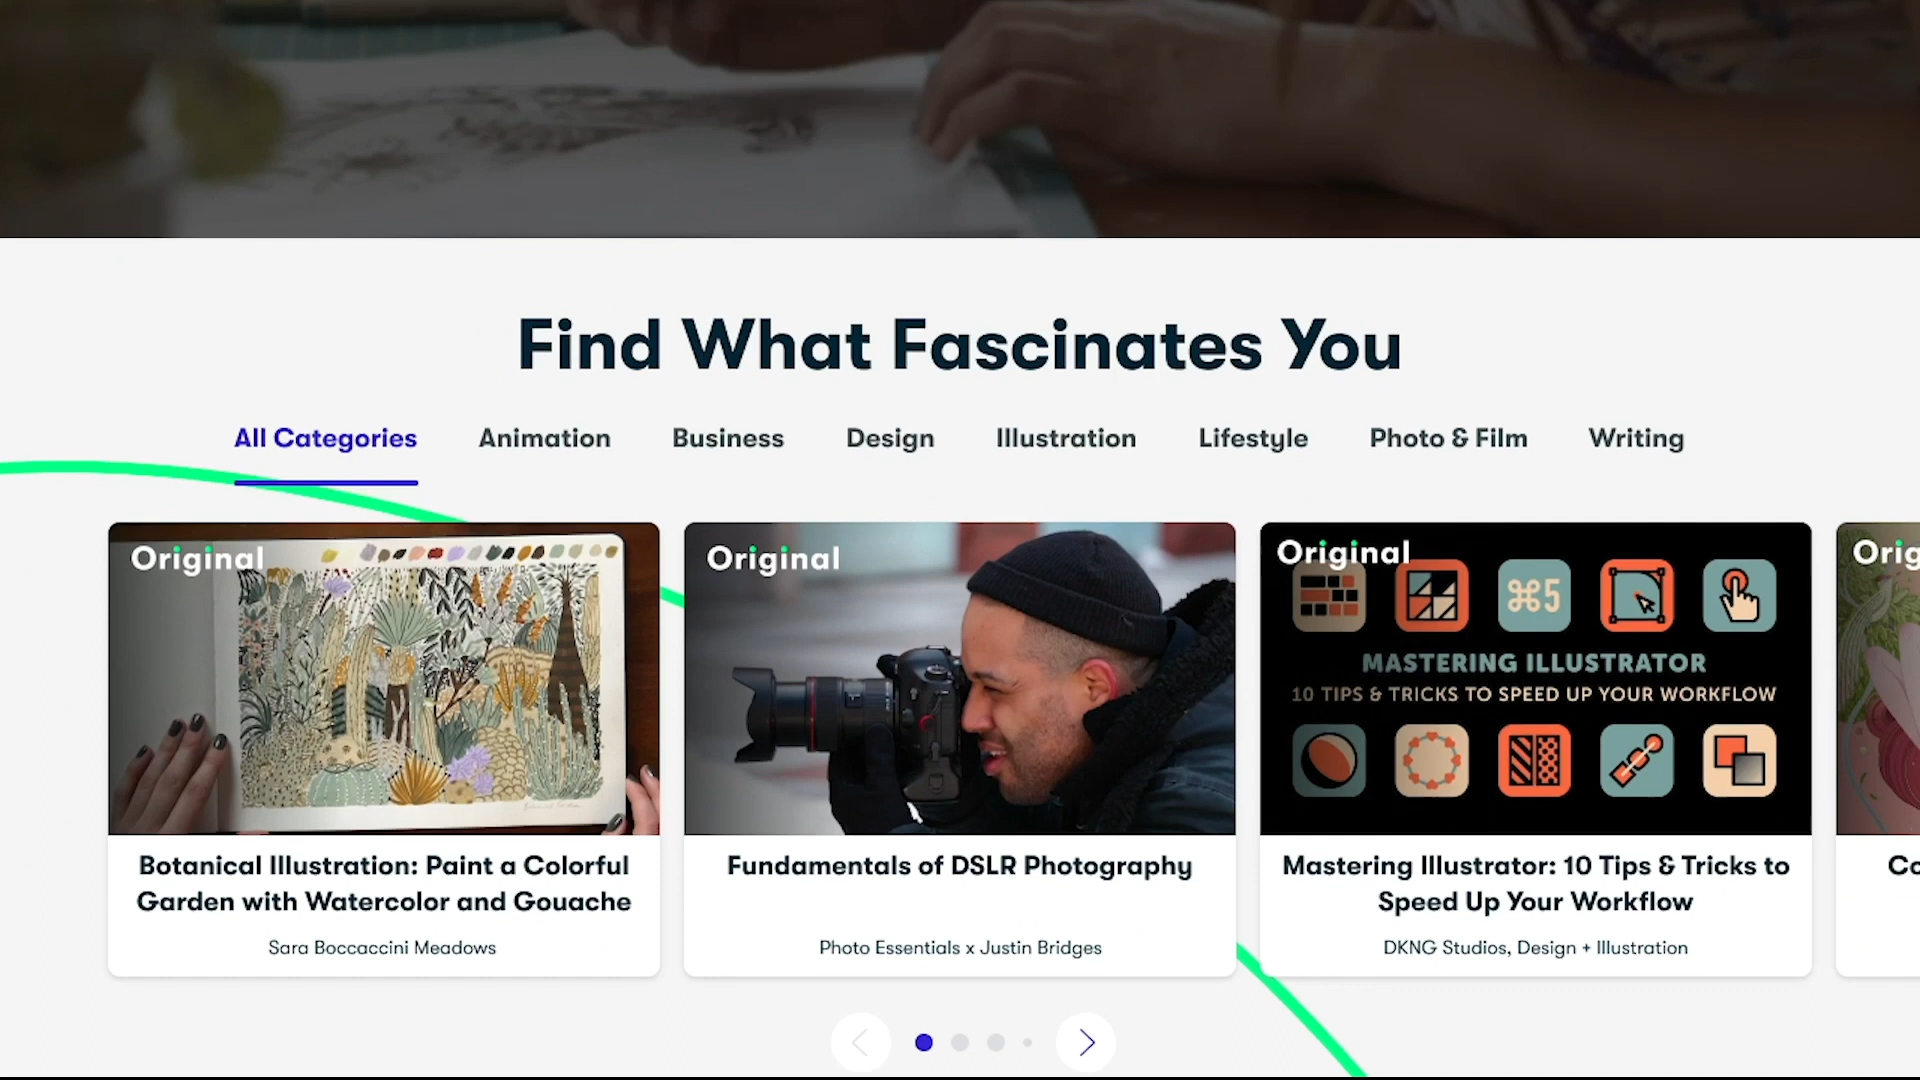 Find What Fascinates You
All Categories Animation Business Design Illustration Lifestyle Photo & Film Writing
Original
Original
Original
⌘5
MASTERING ILLUSTRATOR
10 TIPS & TRICKS TO SPEED UP YOUR WORKFLOW
Botanical Illustration: Paint a Colorful
Garden with Watercolor and Gouache
Sara Boccaccini Meadows
Fundamentals of DSLR Photography
Photo Essentials x Justin Bridges
Mastering Illustrator: 10 Tips & Tricks to
Speed Up Your Workflow
DKNG Studios, Design + Illustration